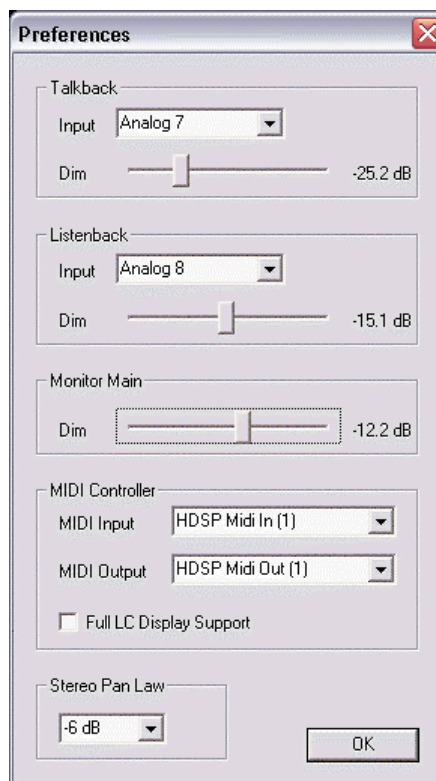 Preferences
Talkback
Input Analog 7
Dim -25.2 dB
Listenback
Input Analog 8
Dim -15.1 dB
Monitor Main
Dim -12.2 dB
MIDI Controller
MIDI Input HDSP Midi In (1)
MIDI Output HDSP Midi Out (1)
Full LC Display Support
Stereo Pan Law
-6 dB
OK